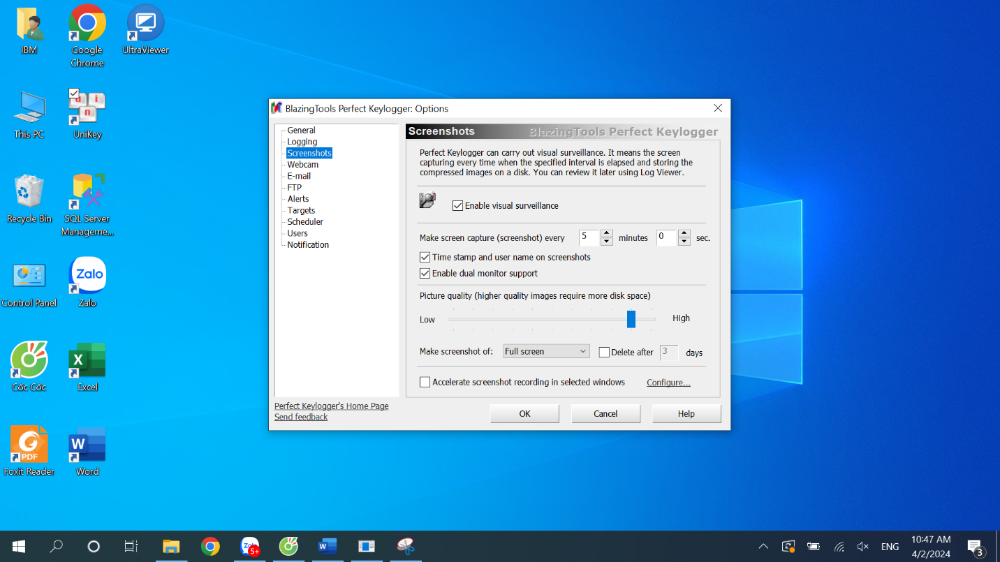 IBM
Google
Chrome
UltraViewer
This PC
UniKey
Recycle Bin
SQL Server
Manageme...
Control Panel
Zalo
Zalo
Cốc Cốc
Excel
Foxit Reader
PDF
Word
BlazingTools Perfect Keylogger: Options
General
Logging
Screenshots
Webcam
E-mail
FTP
Alerts
Targets
Scheduler
Users
Notification
Perfect Keylogger's Home Page
Send feedback
Screenshots BlazingTools Perfect Keylogger
Perfect Keylogger can carry out visual surveillance. It means the screen
capturing every time when the specified interval is elapsed and storing the
compressed images on a disk. You can review it later using Log Viewer.
Enable visual surveillance
Make screen capture (screenshot) every 5 minutes 0 sec.
Time stamp and user name on screenshots
Enable dual monitor support
Picture quality (higher quality images require more disk space)
Low High
Make screenshot of: Full screen Delete after 3 days
Accelerate screenshot recording in selected windows Configure...
OK Cancel Help
5+
ENG
10:47 AM
4/2/2024
3